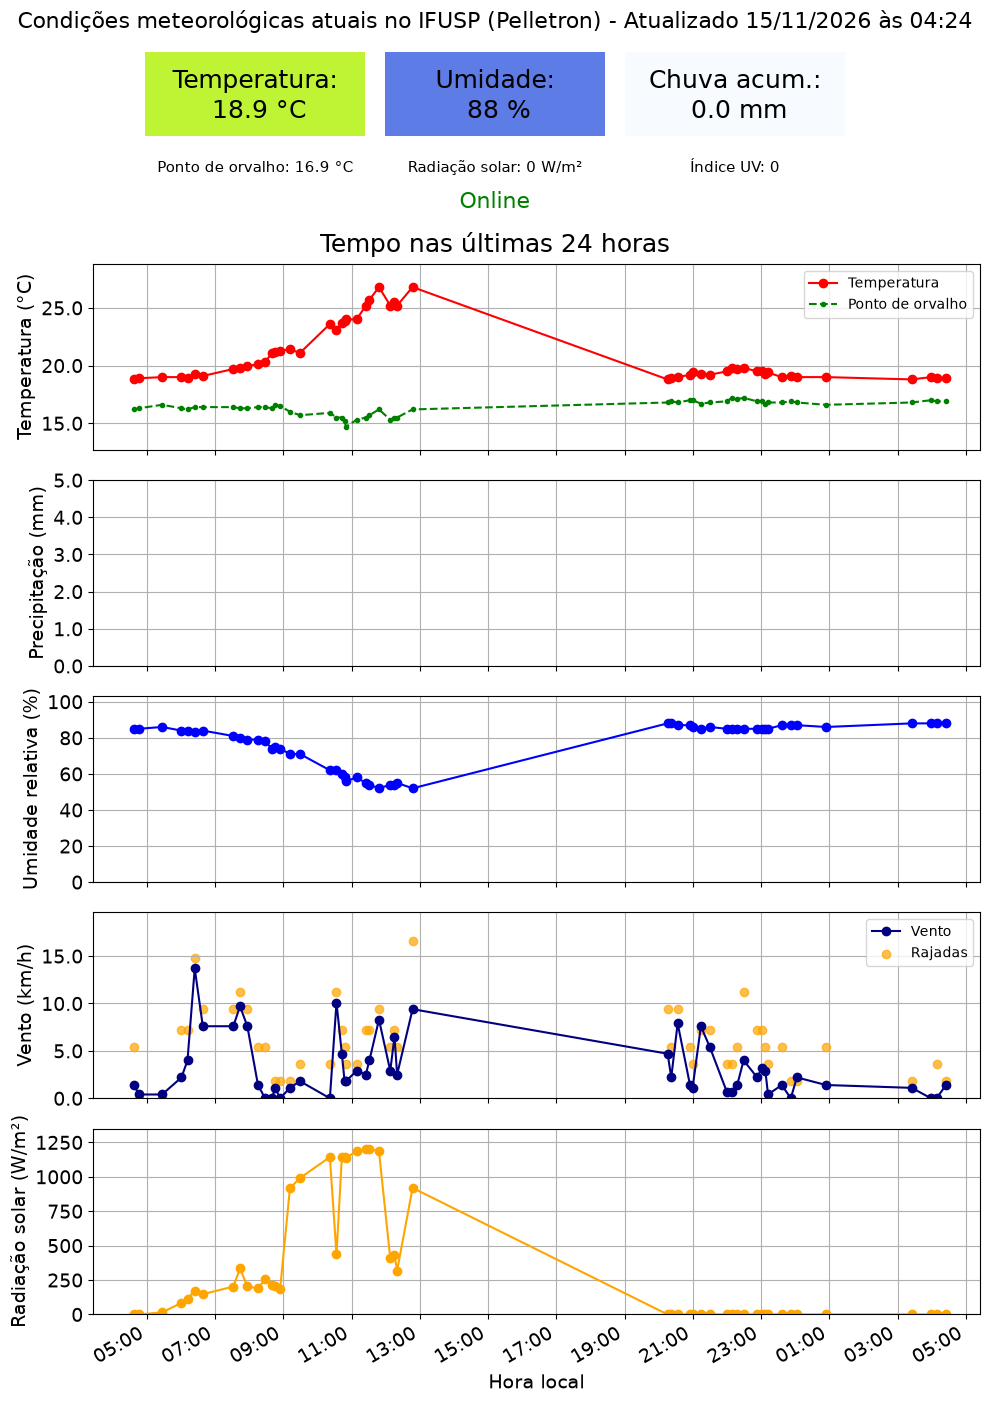 Condições meteorológicas atuais no IFUSP (Pelletron) - Atualizado 15/11/2026 às 04:24
Temperatura:
18.9 °C
Umidade:
88 %
Chuva acum.:
0.0 mm
Ponto de orvalho: 16.9 °C
Radiação solar: 0 W/m²
Índice UV: 0
Online
Tempo nas últimas 24 horas
Temperatura (°C)
25.0
20.0
15.0
Temperatura
Ponto de orvalho
Precipitação (mm)
5.0
4.0
3.0
2.0
1.0
0.0
Umidade relativa (%)
100
80
60
40
20
0
Vento (km/h)
15.0
10.0
5.0
0.0
Vento
Rajadas
Radiação solar (W/m²)
1250
1000
750
500
250
0
05:00
07:00
09:00
11:00
13:00
15:00
17:00
19:00
21:00
23:00
01:00
03:00
05:00
Hora local